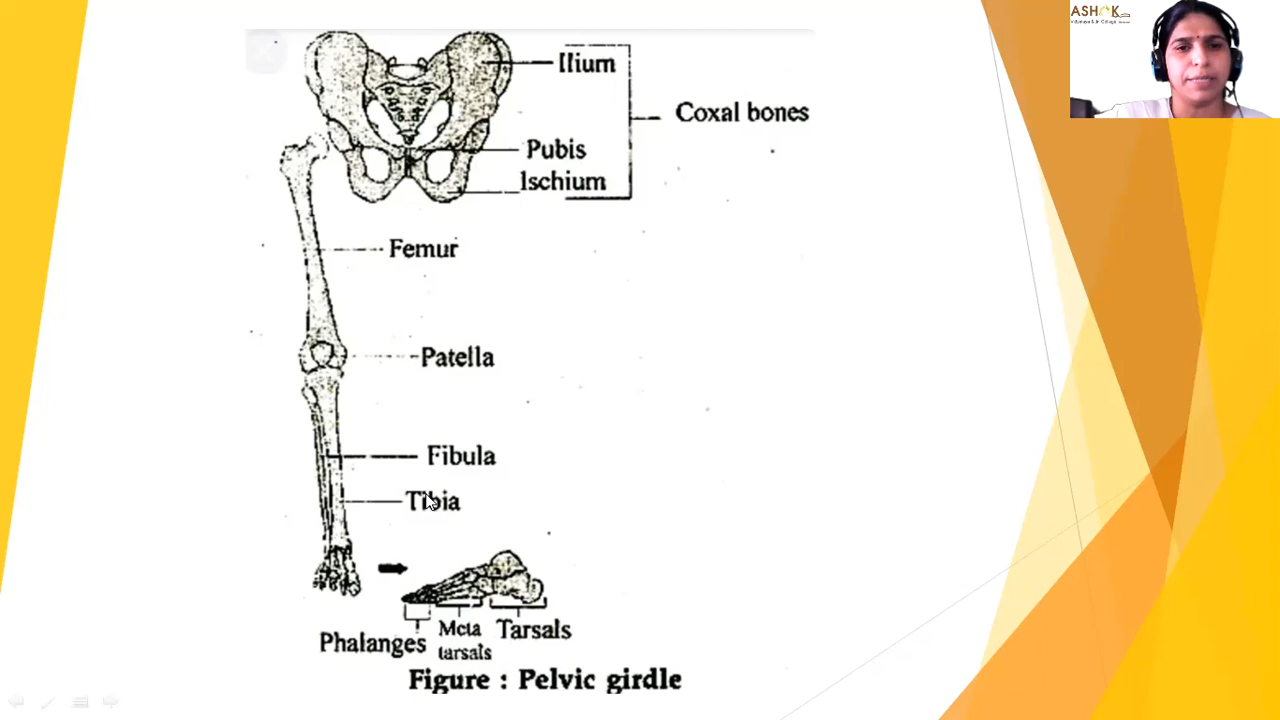 ASHOK
Ilium
Coxal bones
Pubis
Ischium
Femur
Patella
Fibula
Tibia
Phalanges
Meta
tarsals
Tarsals
Figure : Pelvic girdle